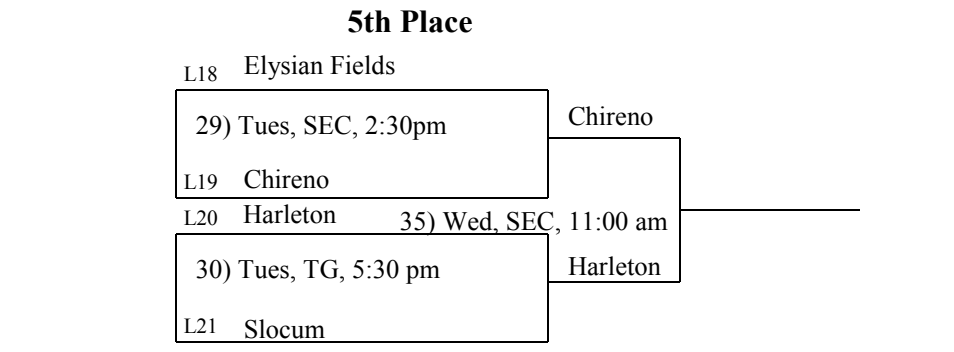 5th Place
L18 Elysian Fields
29) Tues, SEC, 2:30pm
Chireno
L19 Chireno
L20 Harleton
35) Wed, SEC, 11:00 am
30) Tues, TG, 5:30 pm
Harleton
L21 Slocum